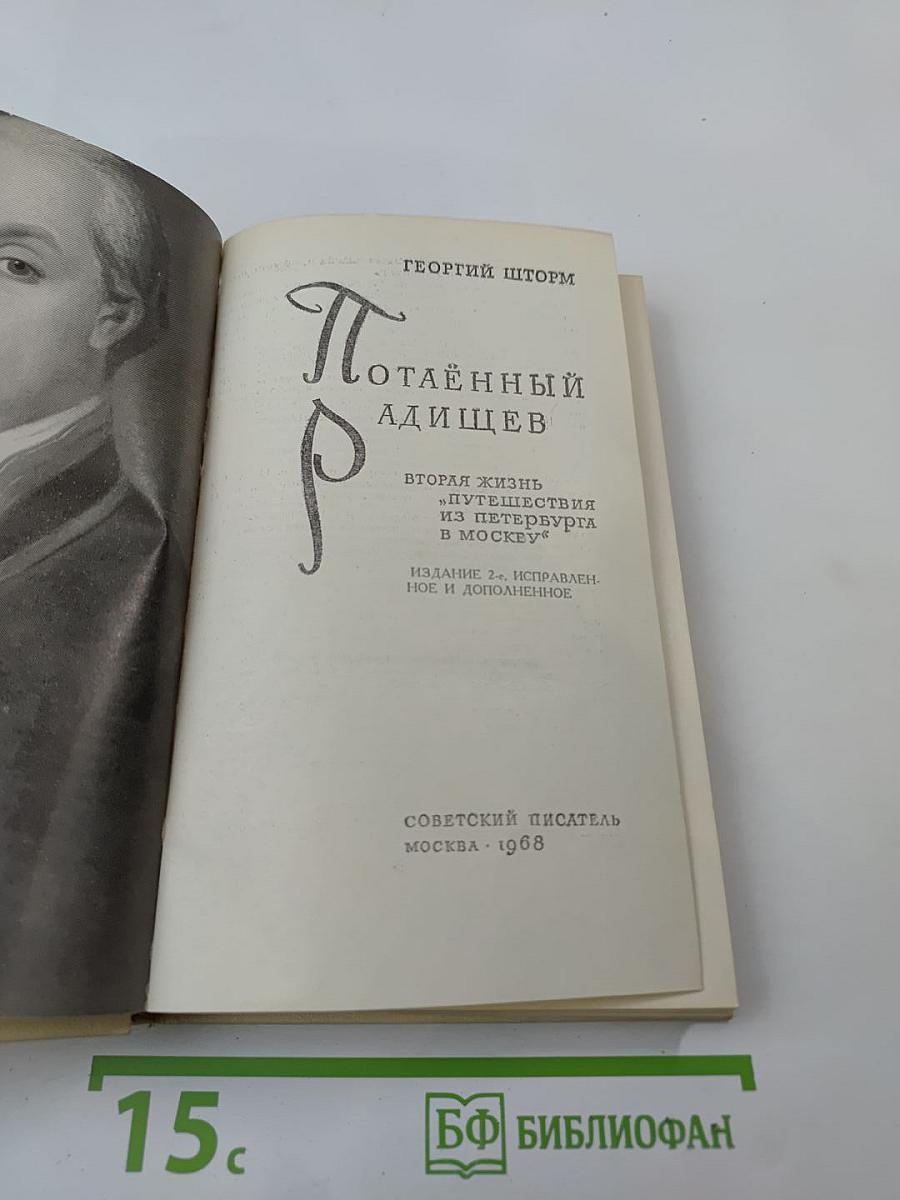 ГЕОРГИЙ ШТОРМ
ПОТАЁННЫЙ
РАДИЩЕВ
ВТОРАЯ ЖИЗНЬ
„ПУТЕШЕСТВИЯ
ИЗ ПЕТЕРБУРГА
В МОСКВУ“
ИЗДАНИЕ 2-е, ИСПРАВЛЕН-
НОЕ И ДОПОЛНЕННОЕ
СОВЕТСКИЙ ПИСАТЕЛЬ
МОСКВА · 1968
15 с
БФ БИБЛИОФАН